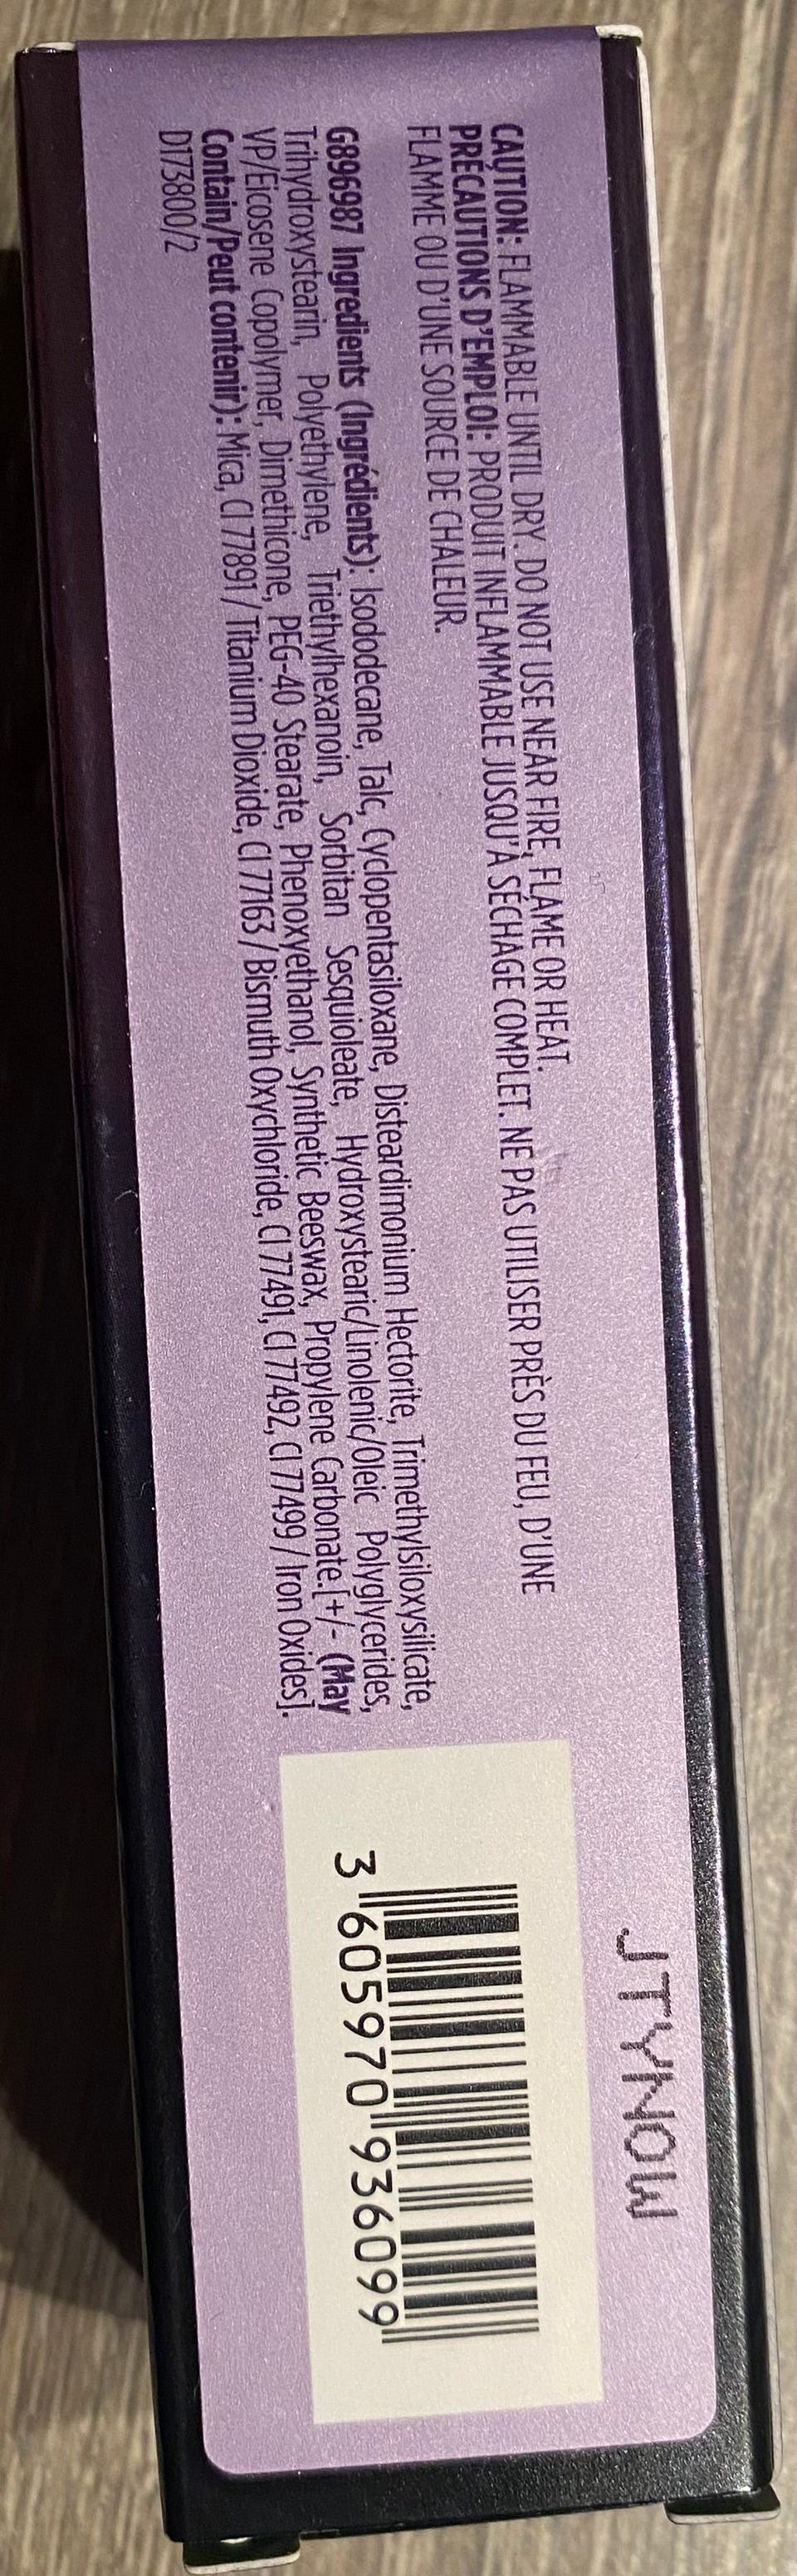 CAUTION: FLAMMABLE UNTIL DRY. DO NOT USE NEAR FIRE, FLAME OR HEAT.
PRÉCAUTIONS D'EMPLOI: PRODUIT INFLAMMABLE JUSQU'À SÉCHAGE COMPLET. NE PAS UTILISER PRÈS DU FEU, D'UNE
FLAMME OU D'UNE SOURCE DE CHALEUR.
G896987 Ingredients (Ingrédients): Isododecane, Talc, Cyclopentasiloxane, Disteardimonium Hectorite, Trimethylsiloxysilicate,
Trihydroxystearin, Polyethylene, Triethylhexanoin, Sorbitan Sesquioleate, Hydroxystearic/Linolenic/Oleic Polyglycerides,
VP/Eicosene Copolymer, Dimethicone, PEG-40 Stearate, Phenoxyethanol, Synthetic Beeswax, Propylene Carbonate.[+/- (May
Contain/Peut contenir): Mica, CI 77891 / Titanium Dioxide, CI 77163 / Bismuth Oxychloride, CI 77491, CI 77492, CI 77499 / Iron Oxides].
D173800/2
JTYNOW
3 605970 936099